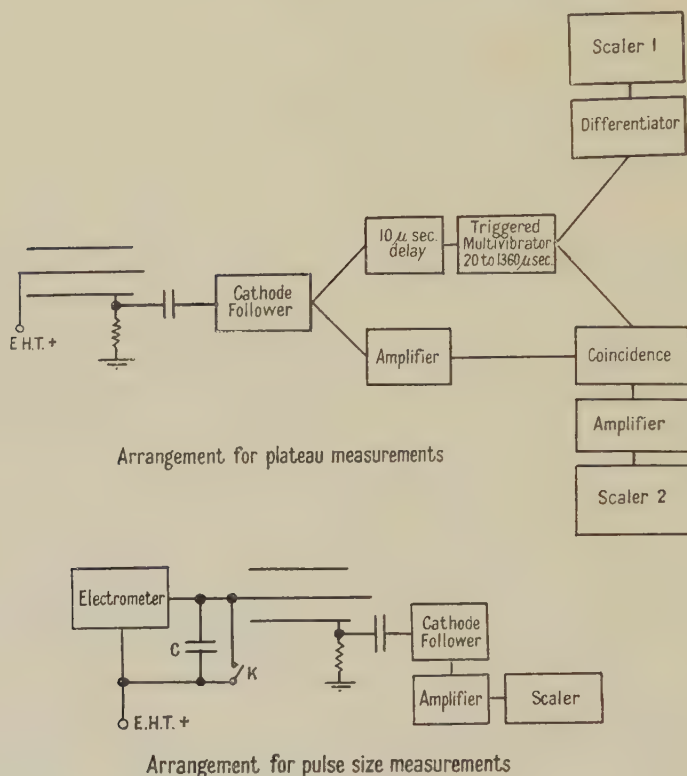 Scaler 1
Differentiator
10 μ sec.
delay
Triggered
Multivibrator
20 to 1360 μsec.
E.H.T. +
Cathode
Follower
Amplifier
Coincidence
Amplifier
Scaler 2
Arrangement for plateau measurements
Electrometer
C
K
E.H.T. +
Cathode
Follower
Amplifier
Scaler
Arrangement for pulse size measurements